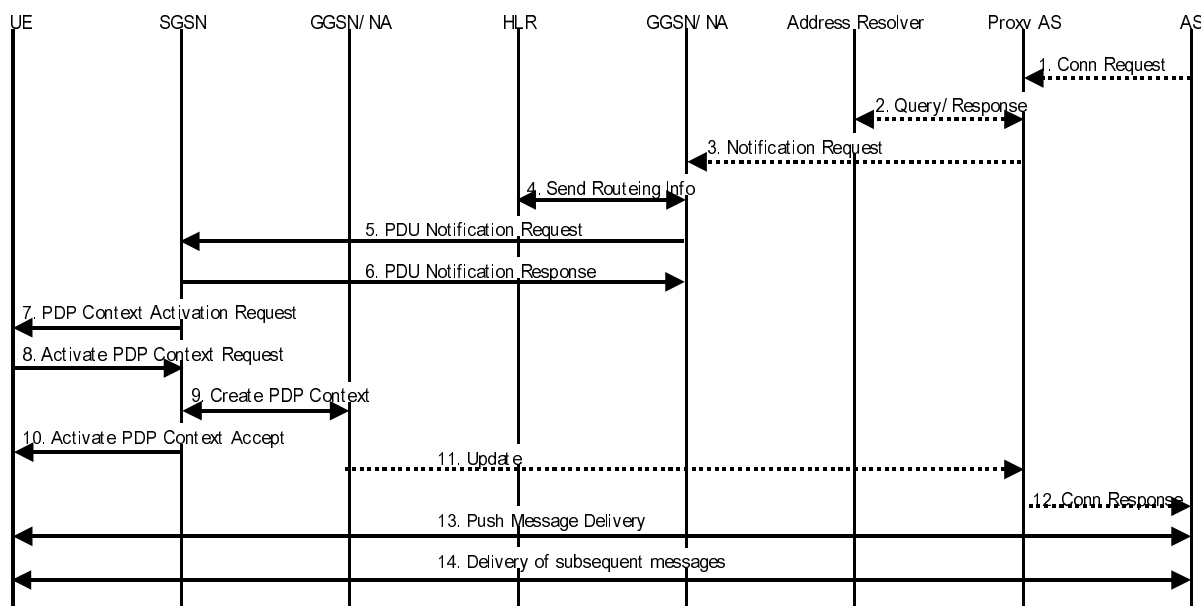 UE SGSN GGSN/ NA HLR GGSN/ NA Address Resolver Proxy AS AS
1. Conn Request
2. Query/ Response
3. Notification Request
4. Send Routeing Info
5. PDU Notification Request
6. PDU Notification Response
7. PDP Context Activation Request
8. Activate PDP Context Request
9. Create PDP Context
10. Activate PDP Context Accept
11. Update
12. Conn Response
13. Push Message Delivery
14. Delivery of subsequent messages